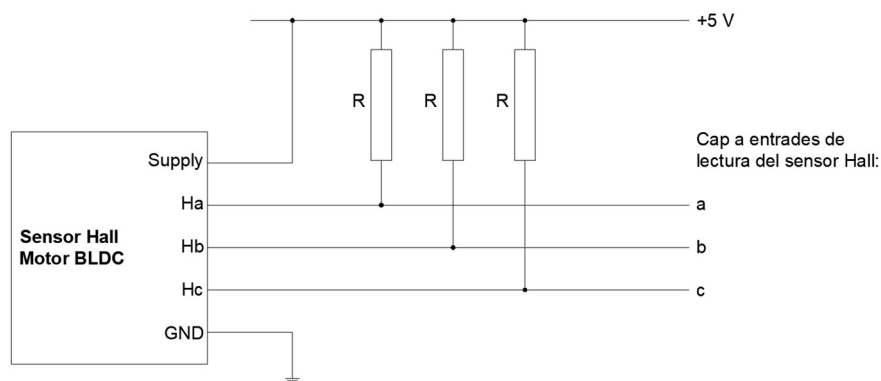 +5 V
R
R
R
Cap a entrades de
lectura del sensor Hall:
Supply
Ha
a
Sensor Hall
Motor BLDC
Hb
b
Hc
c
GND